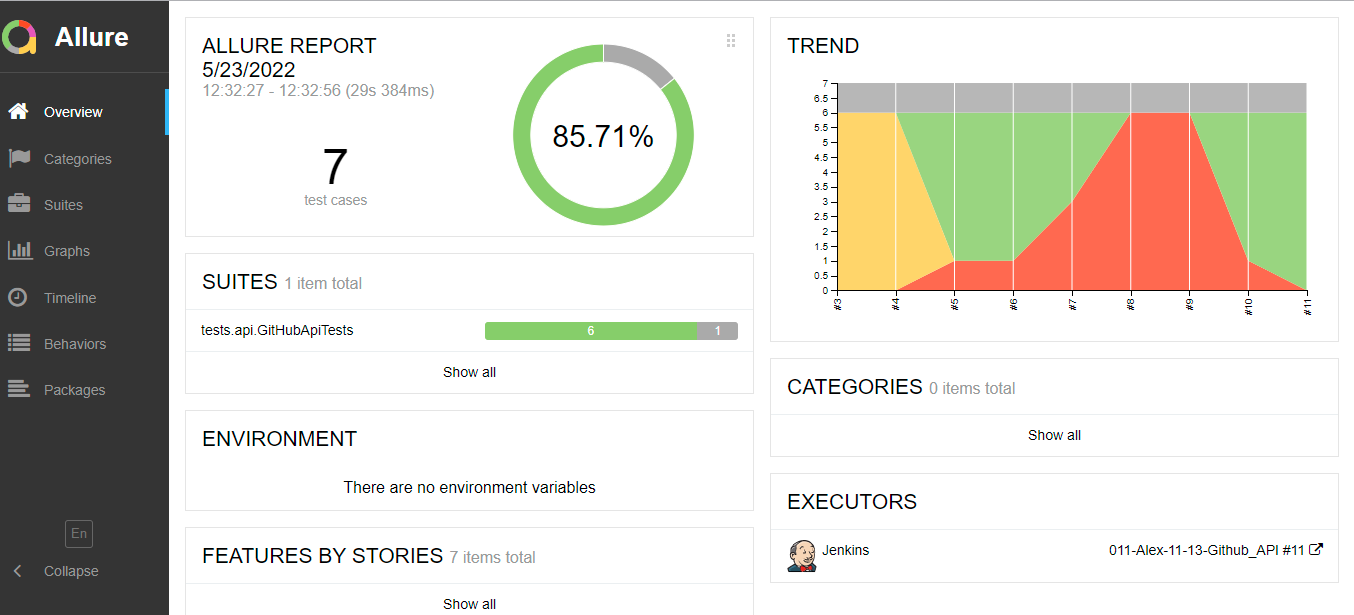 Allure
Overview
Categories
Suites
Graphs
Timeline
Behaviors
Packages
En
Collapse
ALLURE REPORT
5/23/2022
12:32:27 - 12:32:56 (29s 384ms)
7
test cases
85.71%
SUITES 1 item total
tests.api.GitHubApiTests 6 1
Show all
ENVIRONMENT
There are no environment variables
FEATURES BY STORIES 7 items total
Show all
TREND
7
6.5
6
5.5
5
4.5
4
3.5
3
2.5
2
1.5
1
0.5
0
#3 #4 #5 #6 #7 #8 #9 #10 #11
CATEGORIES 0 items total
Show all
EXECUTORS
Jenkins 011-Alex-11-13-Github_API #11